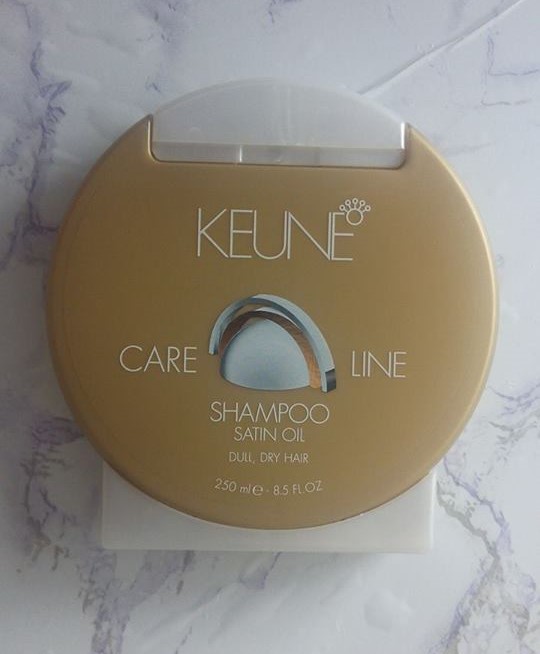 KEUNE
CARE LINE
SHAMPOO
SATIN OIL
DULL, DRY HAIR
250 ml ℮ - 8.5 FL.OZ